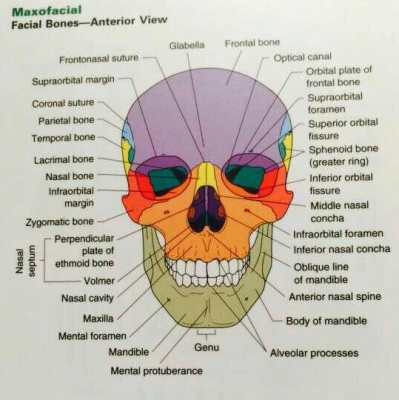 Maxofacial
Facial Bones—Anterior View
Glabella
Frontal bone
Frontonasal suture
Optical canal
Supraorbital margin
Orbital plate of
frontal bone
Coronal suture
Supraorbital
foramen
Parietal bone
Temporal bone
Superior orbital
fissure
Lacrimal bone
Sphenoid bone
(greater ring)
Nasal bone
Inferior orbital
fissure
Infraorbital
margin
Middle nasal
concha
Zygomatic bone
Infraorbital foramen
Nasal
septum
Perpendicular
plate of
ethmoid bone
Inferior nasal concha
Oblique line
of mandible
Volmer
Nasal cavity
Anterior nasal spine
Maxilla
Body of mandible
Mental foramen
Mandible
Genu
Alveolar processes
Mental protuberance